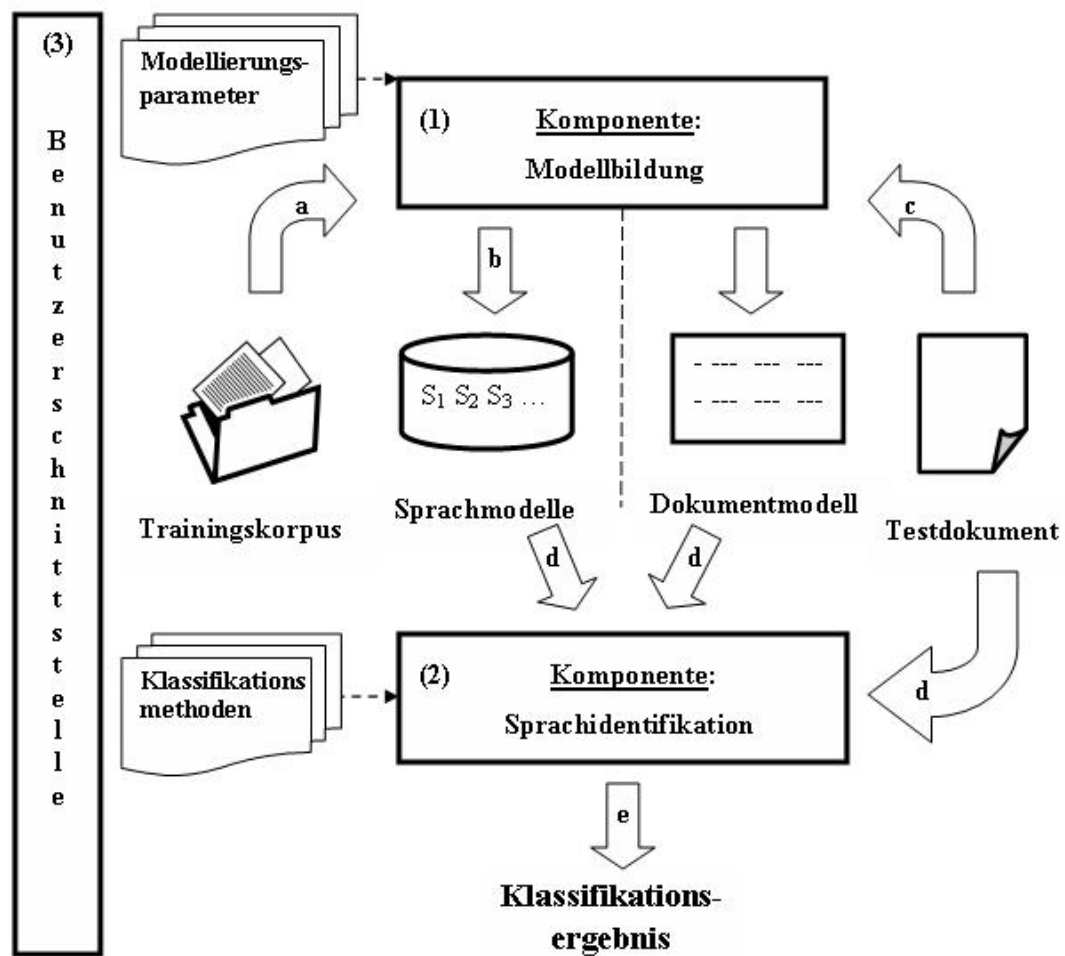 (3)
Benutzerschnittstelle
Modellierungs-
parameter
(1) Komponente:
Modellbildung
a
c
b
S1 S2 S3 ...
- --- --- ---
- --- --- ---
Trainingskorpus
Sprachmodelle
Dokumentmodell
Testdokument
d
d
d
Klassifikations
methoden
(2) Komponente:
Sprachidentifikation
e
Klassifikations-
ergebnis